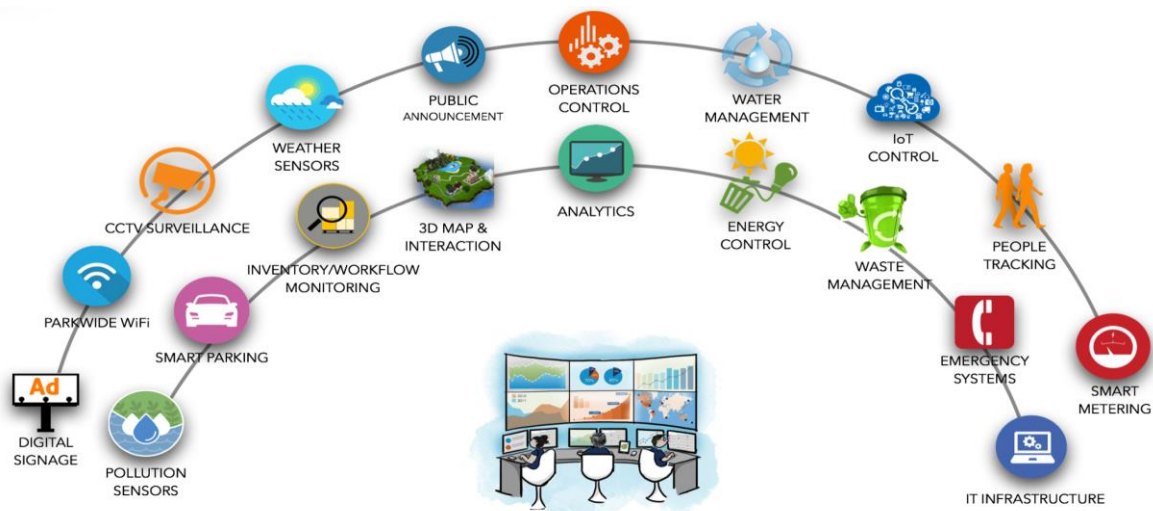 DIGITAL
SIGNAGE
Ad
PARKWIDE WiFi
CCTV SURVEILLANCE
WEATHER
SENSORS
PUBLIC
ANNOUNCEMENT
OPERATIONS
CONTROL
WATER
MANAGEMENT
IoT
CONTROL
PEOPLE
TRACKING
SMART
METERING
POLLUTION
SENSORS
SMART PARKING
INVENTORY/WORKFLOW
MONITORING
3D MAP &
INTERACTION
ANALYTICS
ENERGY
CONTROL
WASTE
MANAGEMENT
EMERGENCY
SYSTEMS
IT INFRASTRUCTURE